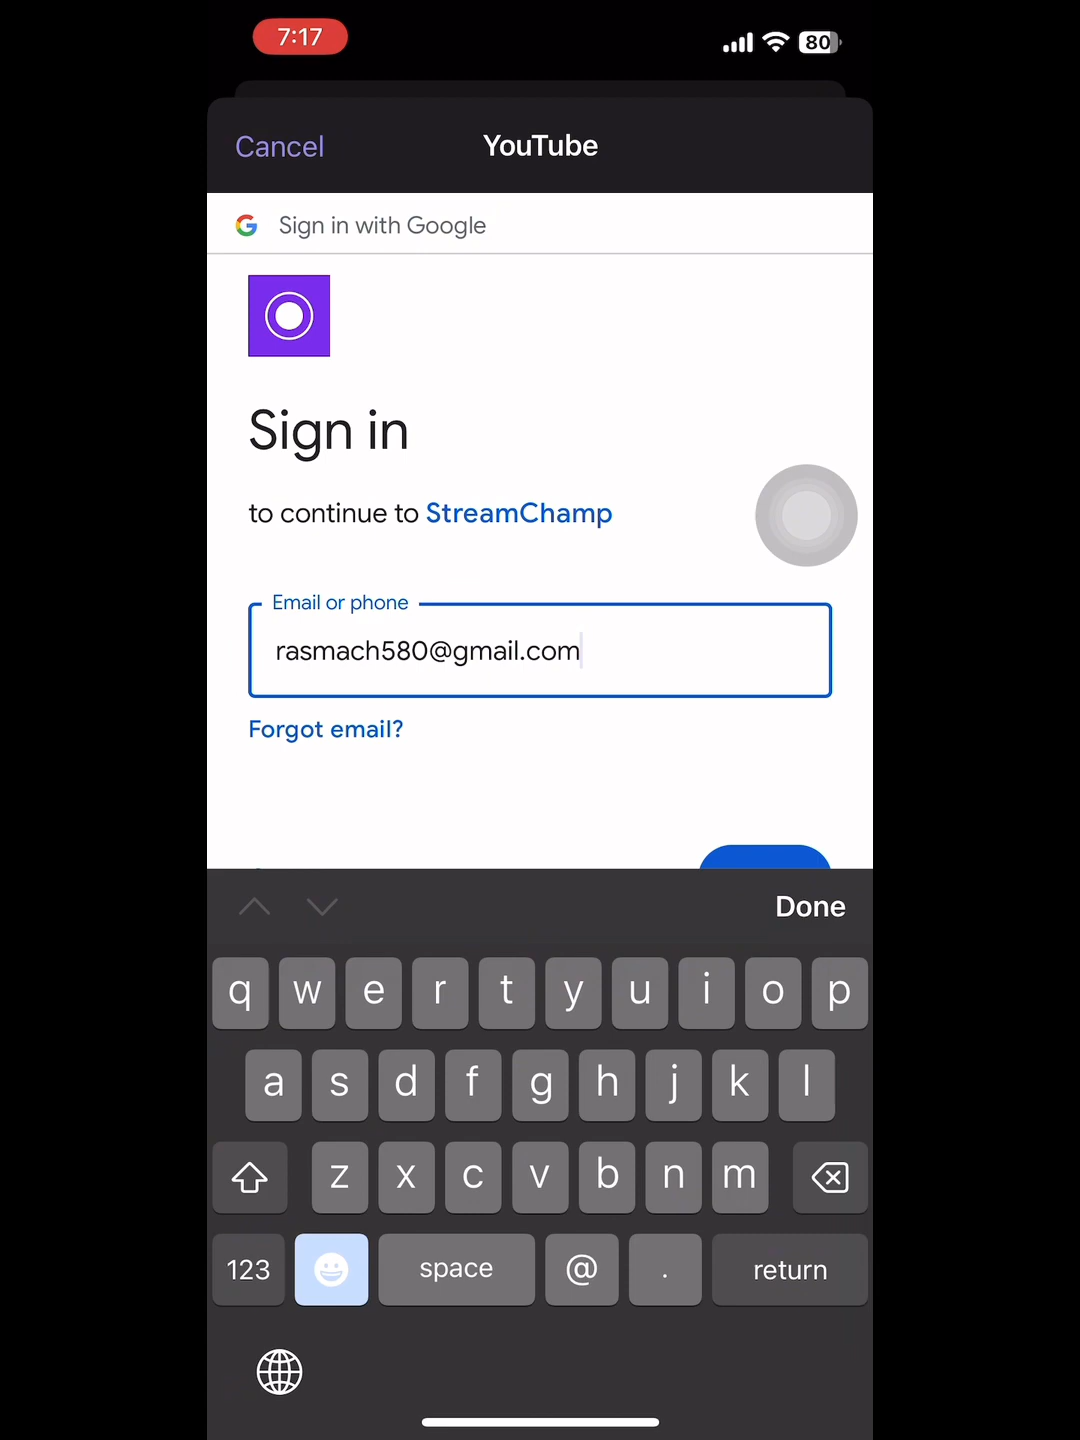 7:17
80
Cancel
YouTube
Sign in with Google
Sign in
to continue to StreamChamp
Email or phone
rasmach580@gmail.com
Forgot email?
Done
q w e r t y u i o p
a s d f g h j k l
z x c v b n m
123 space @ . return